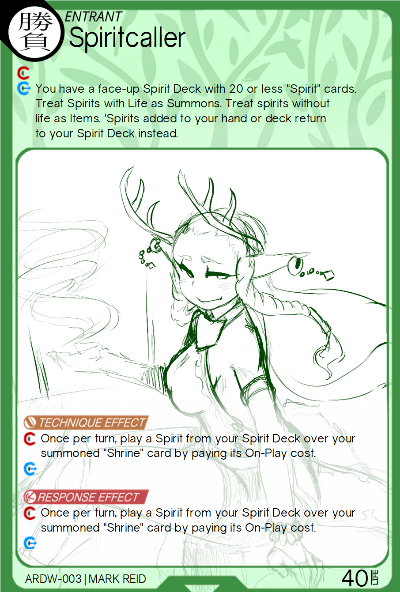 勝負
ENTRANT
Spiritcaller
You have a face-up Spirit Deck with 20 or less "Spirit" cards.
Treat Spirits with Life as Summons. Treat spirits without
life as Items. 'Spirits added to your hand or deck return
to your Spirit Deck instead.
TECHNIQUE EFFECT
Once per turn, play a Spirit from your Spirit Deck over your
summoned "Shrine" card by paying its On-Play cost.
RESPONSE EFFECT
Once per turn, play a Spirit from your Spirit Deck over your
summoned "Shrine" card by paying its On-Play cost.
ARDW-003 | MARK REID
40 LIFE